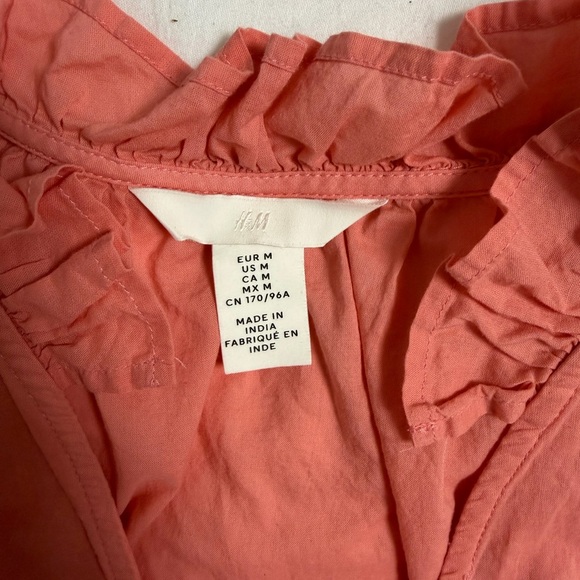 H&M
EUR M
US M
CA M
MX M
CN 170/96A
MADE IN
INDIA
FABRIQUÉ EN
INDE